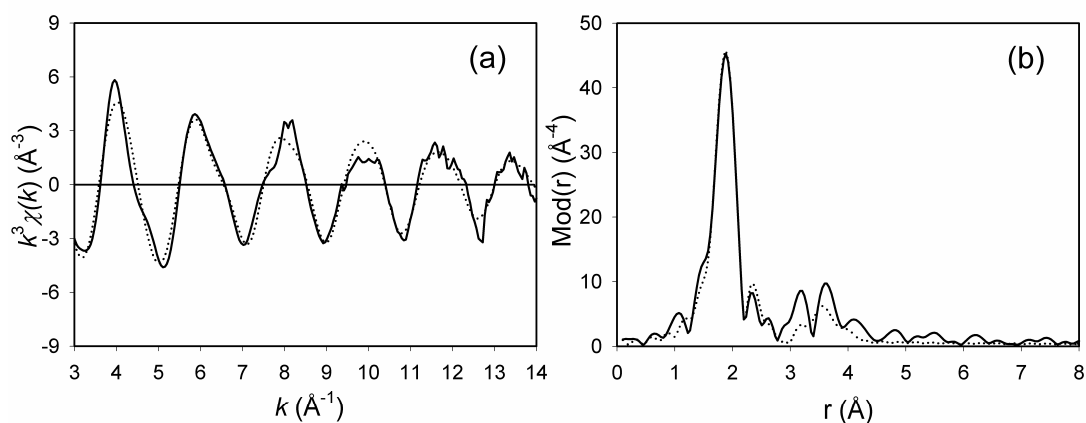 (a)
9
6
3
0
-3
-6
-9
k³χ(k) (Å⁻³)
3 4 5 6 7 8 9 10 11 12 13 14
k (Å⁻¹)
(b)
50
40
30
20
10
0
Mod(r) (Å⁻⁴)
0 1 2 3 4 5 6 7 8
r (Å)